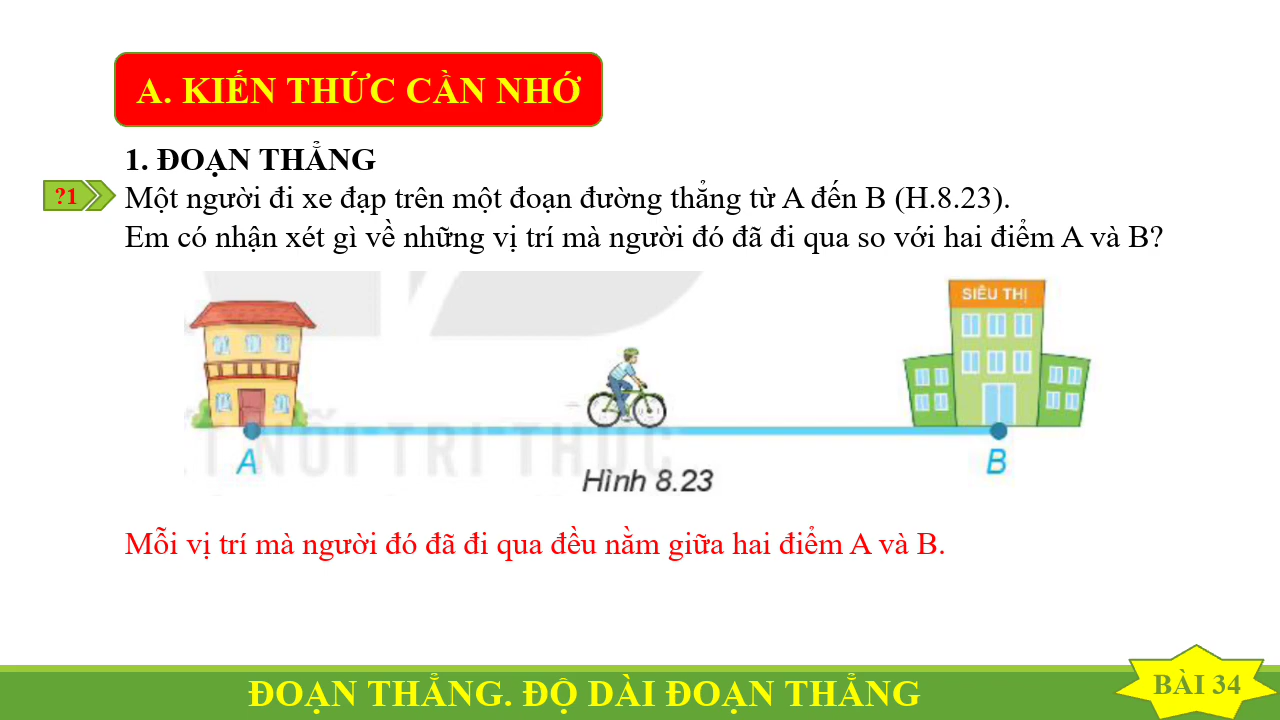 A. KIẾN THỨC CẦN NHỚ
1. ĐOẠN THẲNG
?1
Một người đi xe đạp trên một đoạn đường thẳng từ A đến B (H.8.23).
Em có nhận xét gì về những vị trí mà người đó đã đi qua so với hai điểm A và B?
SIÊU THỊ
NỐI TRI THỨC
A
B
Hình 8.23
Mỗi vị trí mà người đó đã đi qua đều nằm giữa hai điểm A và B.
ĐOẠN THẲNG. ĐỘ DÀI ĐOẠN THẲNG
BÀI 34